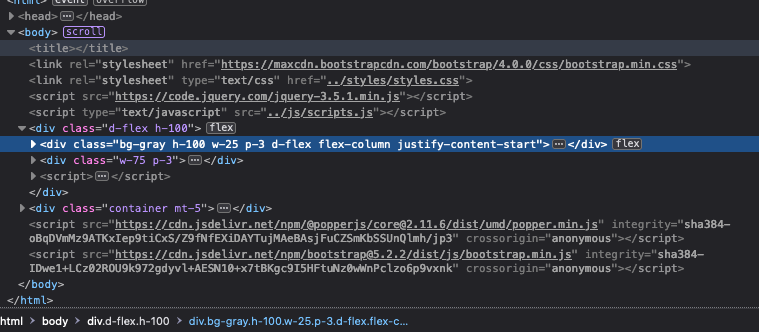 <html> event overflow
<head> ⋯ </head>
<body> scroll
<title></title>
<link rel="stylesheet" href="https://maxcdn.bootstrapcdn.com/bootstrap/4.0.0/css/bootstrap.min.css">
<link rel="stylesheet" type="text/css" href="../styles/styles.css">
<script src="https://code.jquery.com/jquery-3.5.1.min.js"></script>
<script type="text/javascript" src="../js/scripts.js"></script>
<div class="d-flex h-100"> flex
<div class="bg-gray h-100 w-25 p-3 d-flex flex-column justify-content-start"> ⋯ </div> flex
<div class="w-75 p-3"> ⋯ </div>
<script> ⋯ </script>
</div>
<div class="container mt-5"> ⋯ </div>
<script src="https://cdn.jsdelivr.net/npm/@popperjs/core@2.11.6/dist/umd/popper.min.js" integrity="sha384-
oBqDVmMz9ATKxIep9tiCxS/Z9fNfEXiDAYTujMAeBAsjFuCZSmKbSSUnQlmh/jp3" crossorigin="anonymous"></script>
<script src="https://cdn.jsdelivr.net/npm/bootstrap@5.2.2/dist/js/bootstrap.min.js" integrity="sha384-
IDwe1+LCz02ROU9k972gdyvl+AESN10+x7tBKgc9I5HFtuNz0wWnPclzo6p9vxnk" crossorigin="anonymous"></script>
</body>
</html>
html > body > div.d-flex.h-100 > div.bg-gray.h-100.w-25.p-3.d-flex.flex-c…